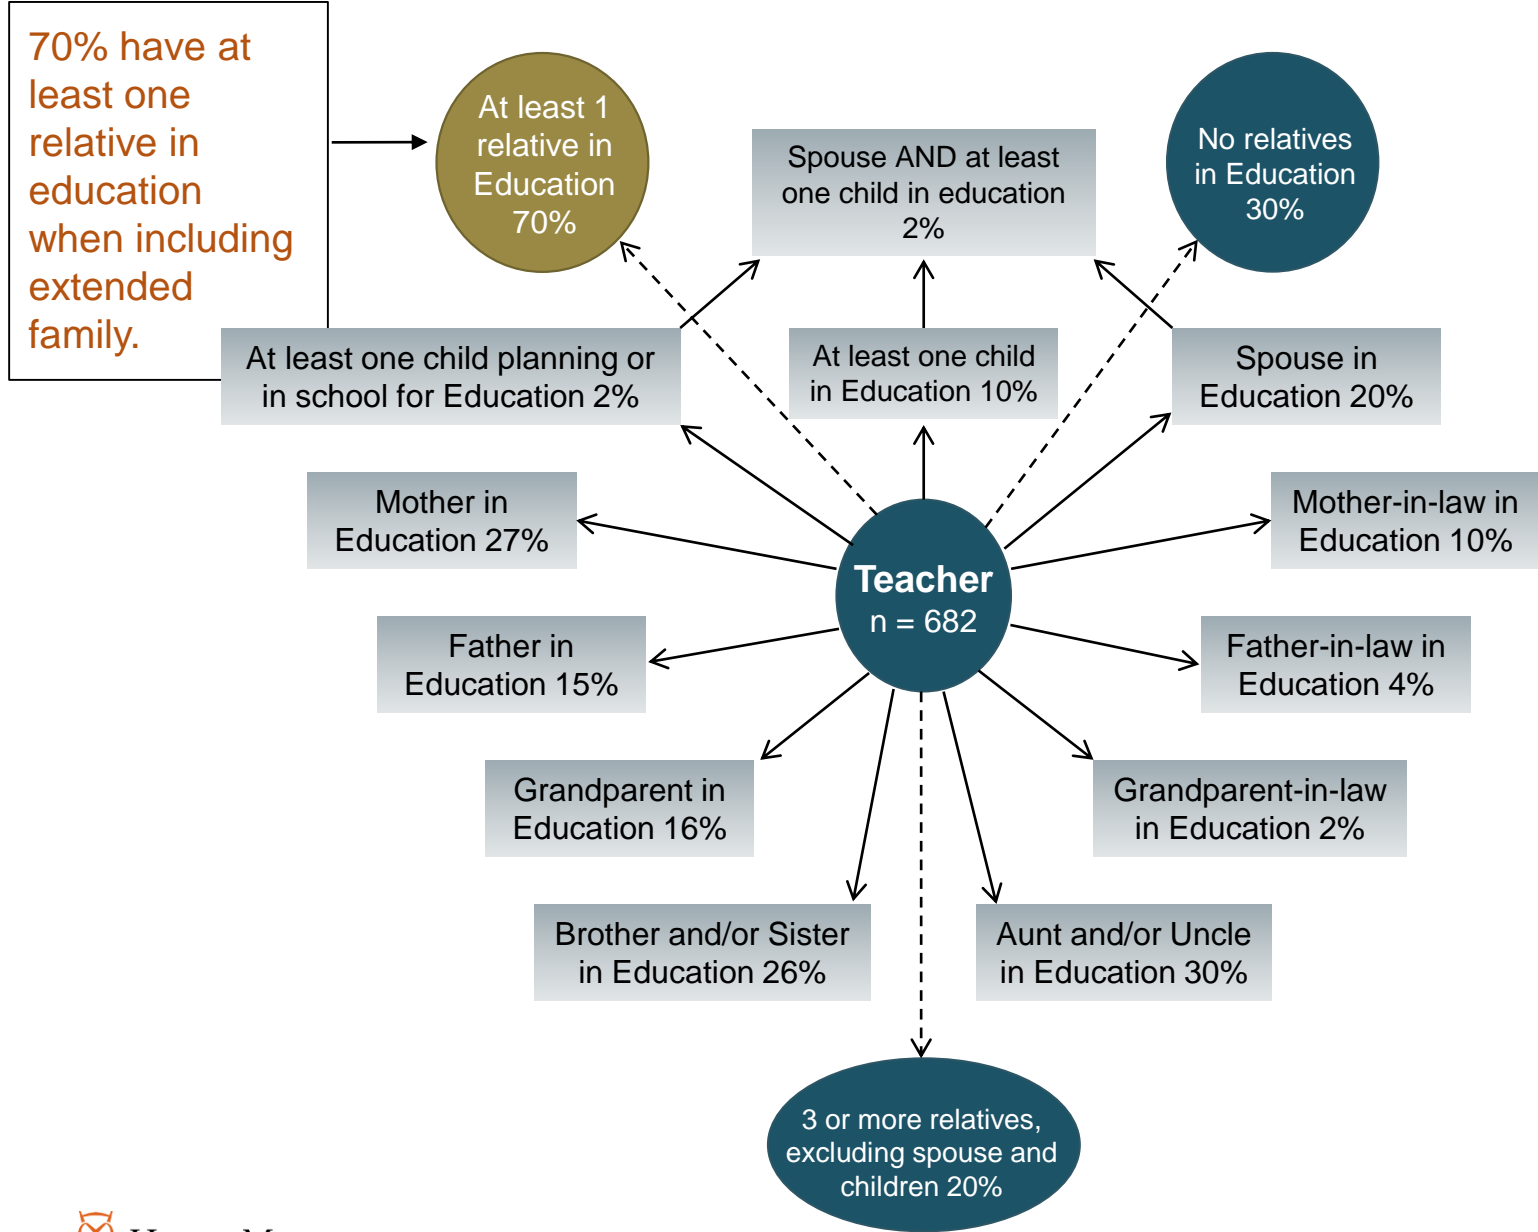 70% have at
least one
relative in
education
when including
extended
family.
At least 1
relative in
Education
70%
Spouse AND at least
one child in education
2%
No relatives
in Education
30%
At least one child planning or
in school for Education 2%
At least one child
in Education 10%
Spouse in
Education 20%
Mother in
Education 27%
Mother-in-law in
Education 10%
Teacher
n = 682
Father in
Education 15%
Father-in-law in
Education 4%
Grandparent in
Education 16%
Grandparent-in-law
in Education 2%
Brother and/or Sister
in Education 26%
Aunt and/or Uncle
in Education 30%
3 or more relatives,
excluding spouse and
children 20%